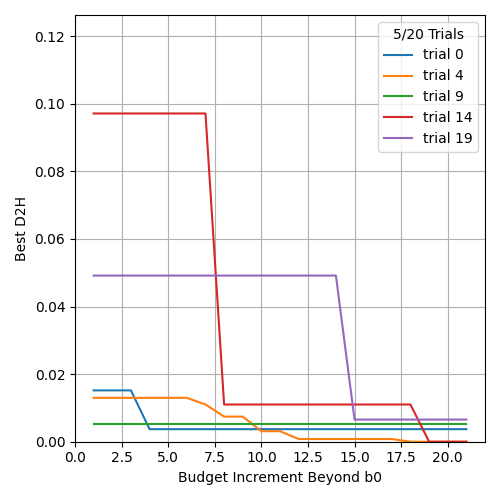 5/20 Trials
trial 0
trial 4
trial 9
trial 14
trial 19
Best D2H
0.12
0.10
0.08
0.06
0.04
0.02
0.00
0.0 2.5 5.0 7.5 10.0 12.5 15.0 17.5 20.0
Budget Increment Beyond b0